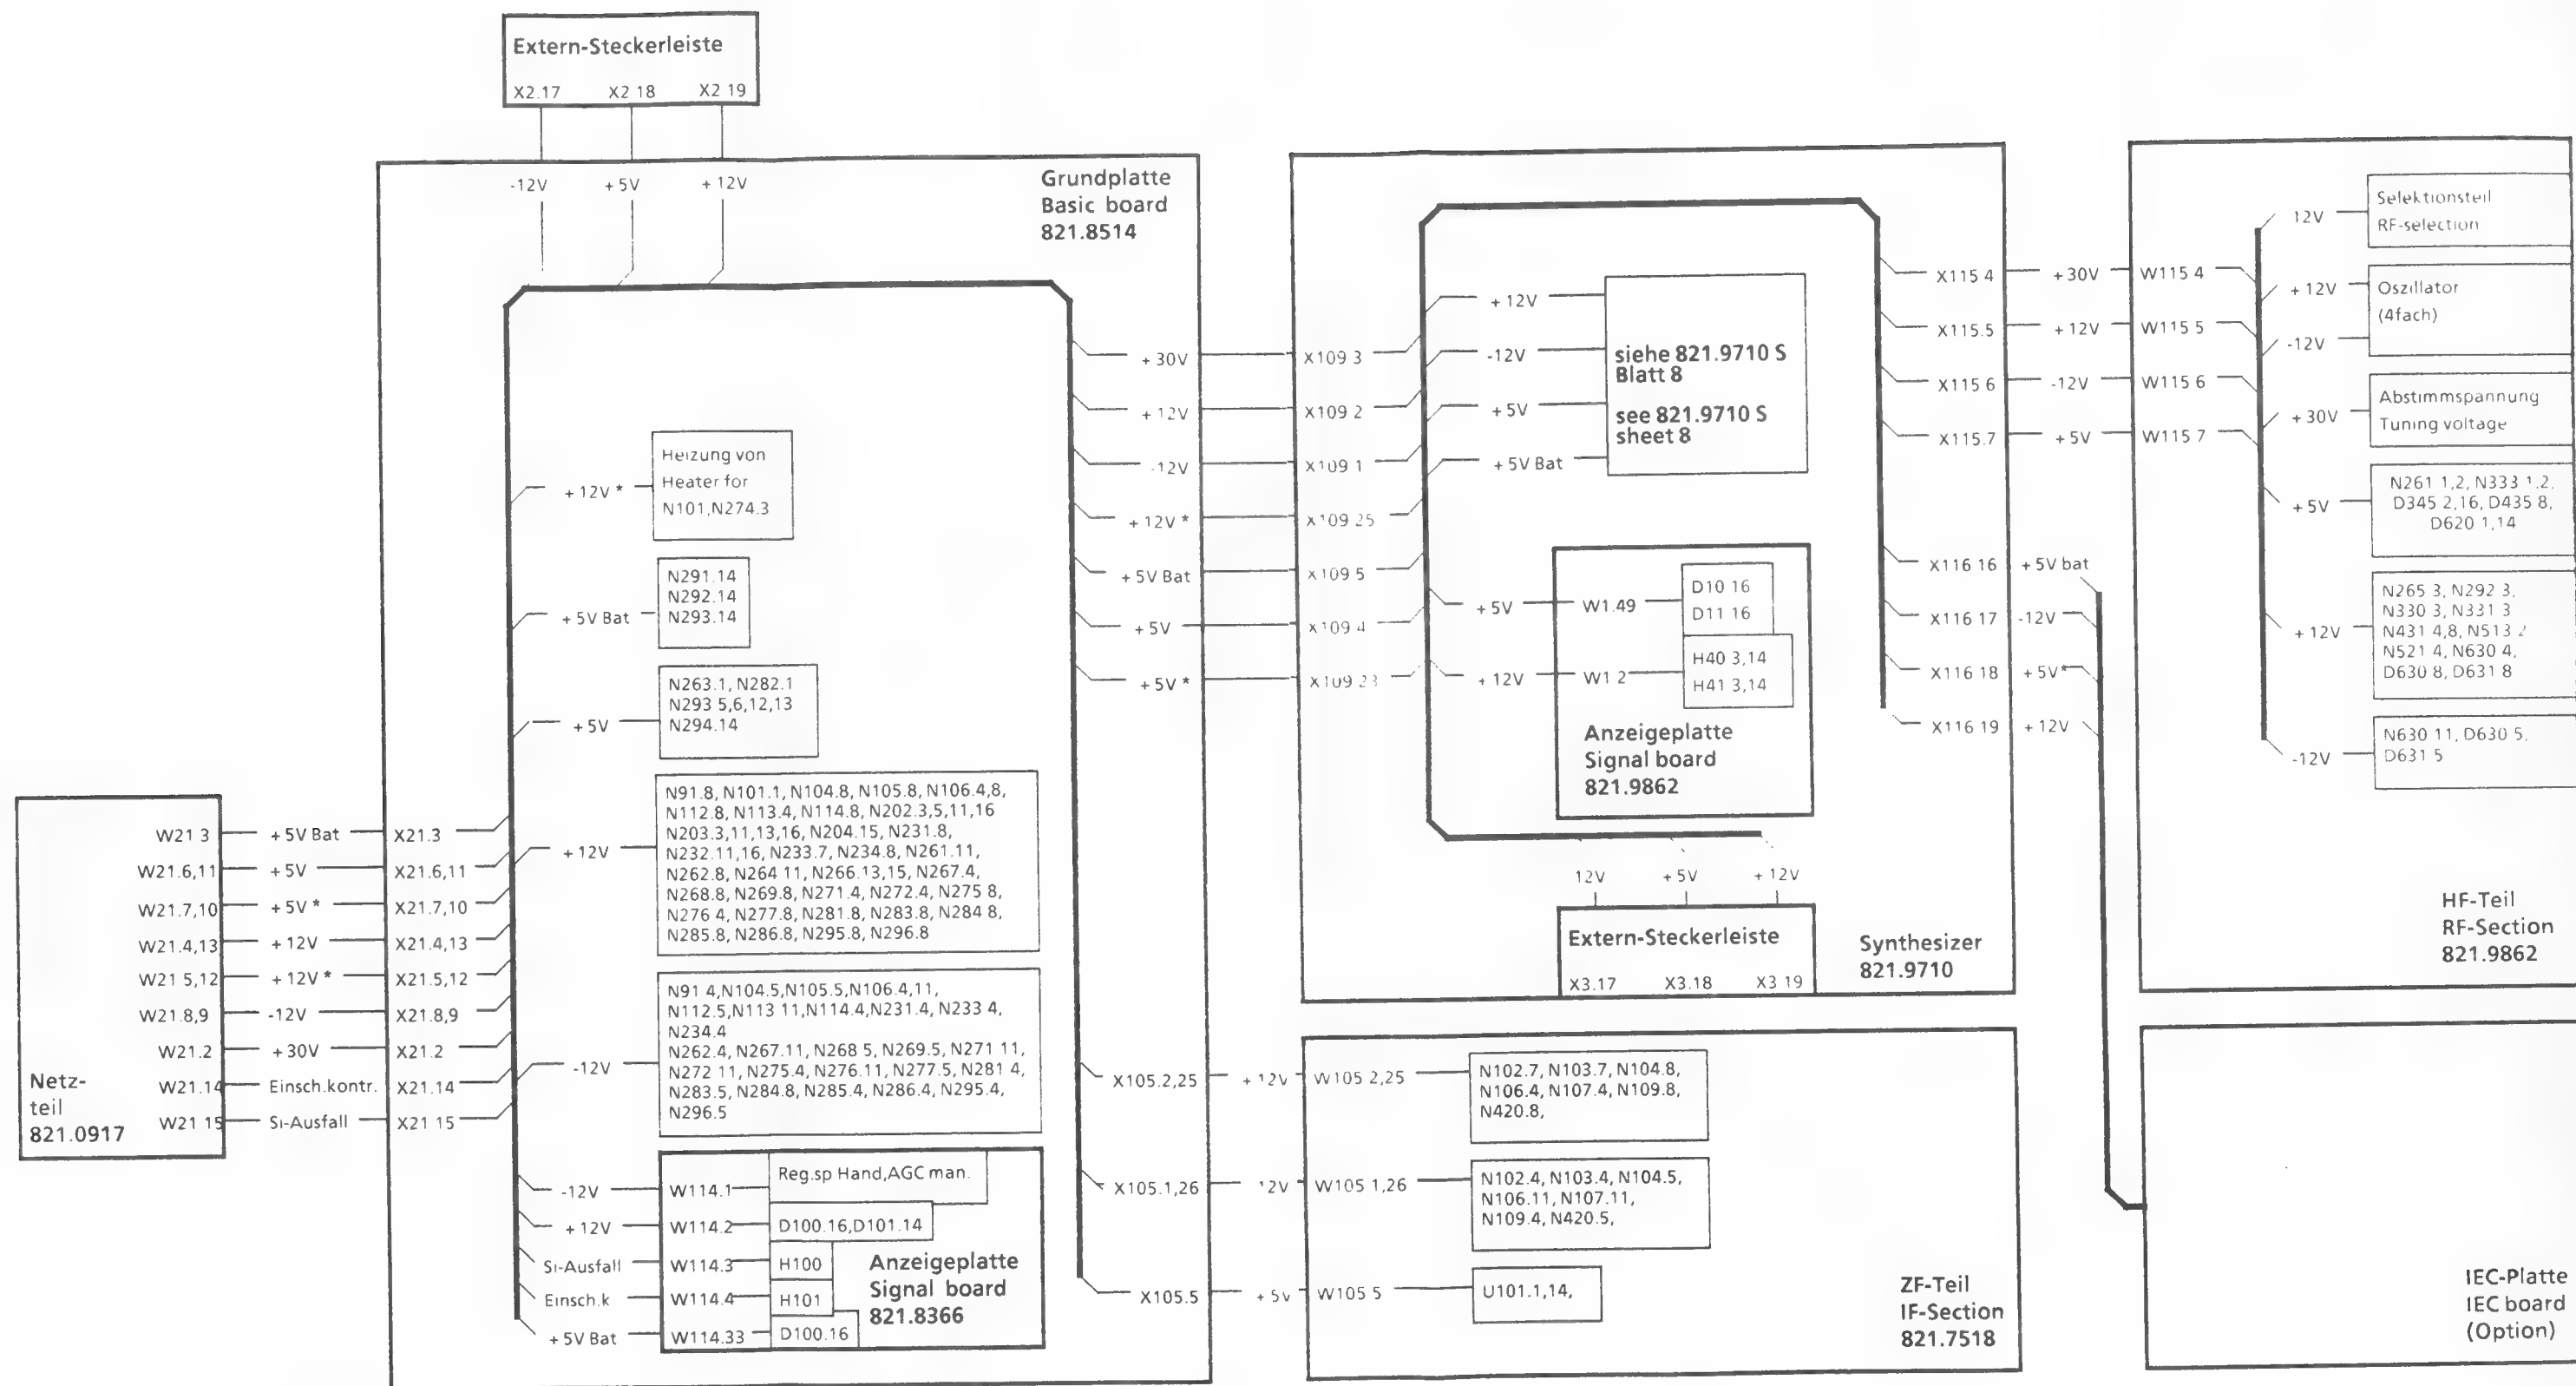 Extern-Steckerleiste
X2.17 X2 18 X2 19
-12V +5V +12V
Grundplatte
Basic board
821.8514
+12V *
Heizung von
Heater for
N101,N274.3
+5V Bat
N291.14
N292.14
N293.14
+5V
N263.1, N282.1
N293 5,6,12,13
N294.14
+12V
N91.8, N101.1, N104.8, N105.8, N106.4,8,
N112.8, N113.4, N114.8, N202.3,5,11,16
N203.3,11,13,16, N204.15, N231.8,
N232.11,16, N233.7, N234.8, N261.11,
N262.8, N264 11, N266.13,15, N267.4,
N268.8, N269.8, N271.4, N272.4, N275 8,
N276 4, N277.8, N281.8, N283.8, N284 8,
N285.8, N286.8, N295.8, N296.8
-12V
N91 4,N104.5,N105.5,N106.4,11,
N112.5,N113 11,N114.4,N231.4, N233 4,
N234.4
N262.4, N267.11, N268 5, N269.5, N271 11,
N272 11, N275.4, N276.11, N277.5, N281 4,
N283.5, N284.8, N285.4, N286.4, N295.4,
N296.5
W21 3 +5V Bat X21.3
W21.6,11 +5V X21.6,11
W21.7,10 +5V * X21.7,10
W21.4,13 +12V X21.4,13
W21 5,12 +12V * X21.5,12
W21.8,9 -12V X21.8,9
W21.2 +30V X21.2
W21.14 Einsch.kontr. X21.14
W21 15 Si-Ausfall X21 15
Netz-
teil
821.0917
-12V W114.1 Reg.sp Hand,AGC man.
+12V W114.2 D100.16,D101.14
Si-Ausfall W114.3 H100
Einsch.k W114.4 H101
+5V Bat W114.33 D100.16
Anzeigeplatte
Signal board
821.8366
+30V X109 3
+12V X109 2
-12V X109 1
+12V * X109 25
+5V Bat X109 5
+5V X109 4
+5V * X109 23
+12V
-12V
+5V
+5V Bat
siehe 821.9710 S
Blatt 8
see 821.9710 S
sheet 8
+5V W1.49
D10 16
D11 16
+12V W1 2
H40 3,14
H41 3,14
Anzeigeplatte
Signal board
821.9862
12V +5V +12V
Extern-Steckerleiste
X3.17 X3.18 X3 19
Synthesizer
821.9710
X115 4 +30V W115 4
X115.5 +12V W115 5
X115 6 -12V W115 6
X115.7 +5V W115 7
X116 16 +5V bat
X116 17 -12V
X116 18 +5V*
X116 19 +12V
12V
Selektionsteil
RF-selection
+12V
-12V
Oszillator
(4fach)
+30V
Abstimmspannung
Tuning voltage
+5V
N261 1,2, N333 1.2,
D345 2,16, D435 8,
D620 1,14
+12V
N265 3, N292 3,
N330 3, N331 3
N431 4,8, N513 2
N521 4, N630 4,
D630 8, D631 8
-12V
N630 11, D630 5,
D631 5
HF-Teil
RF-Section
821.9862
X105.2,25 +12V W105 2,25
N102.7, N103.7, N104.8,
N106.4, N107.4, N109.8,
N420.8,
X105.1,26 12V W105 1,26
N102.4, N103.4, N104.5,
N106.11, N107.11,
N109.4, N420.5,
X105.5 +5V W105 5 U101.1,14,
ZF-Teil
IF-Section
821.7518
IEC-Platte
IEC board
(Option)